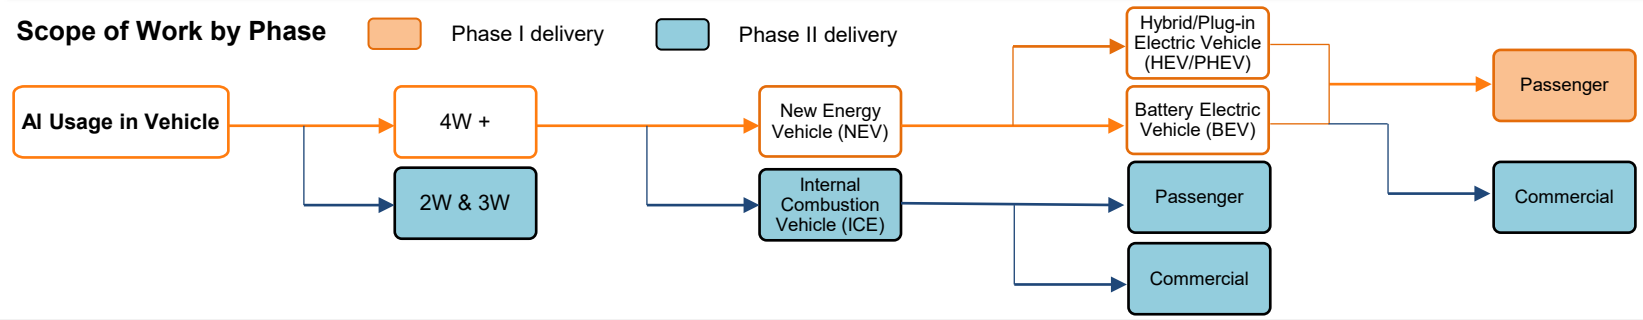 Scope of Work by Phase
Phase I delivery
Phase II delivery
AI Usage in Vehicle
4W +
2W & 3W
New Energy
Vehicle (NEV)
Internal
Combustion
Vehicle (ICE)
Hybrid/Plug-in
Electric Vehicle
(HEV/PHEV)
Battery Electric
Vehicle (BEV)
Passenger
Commercial
Passenger
Commercial